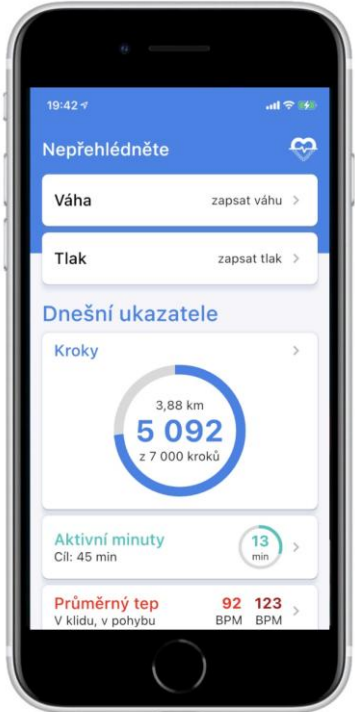 19:42
Nepřehlédněte
Váha zapsat váhu
Tlak zapsat tlak
Dnešní ukazatele
Kroky
3,88 km
5 092
z 7 000 kroků
Aktivní minuty
Cíl: 45 min
13
min
Průměrný tep 92 123
V klidu, v pohybu BPM BPM